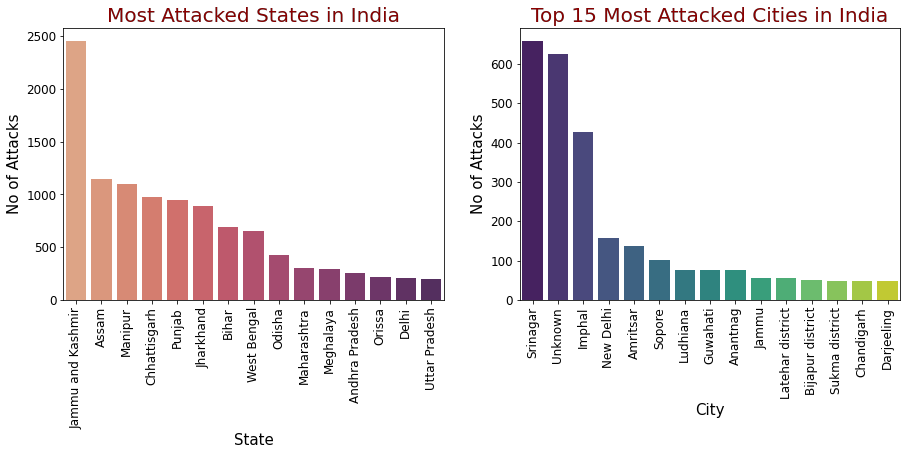 Most Attacked States in India
No of Attacks
2500
2000
1500
1000
500
0
Jammu and Kashmir
Assam
Manipur
Chhattisgarh
Punjab
Jharkhand
Bihar
West Bengal
Odisha
Maharashtra
Meghalaya
Andhra Pradesh
Orissa
Delhi
Uttar Pradesh
State
Top 15 Most Attacked Cities in India
No of Attacks
600
500
400
300
200
100
0
Srinagar
Unknown
Imphal
New Delhi
Amritsar
Sopore
Ludhiana
Guwahati
Anantnag
Jammu
Latehar district
Bijapur district
Sukma district
Chandigarh
Darjeeling
City